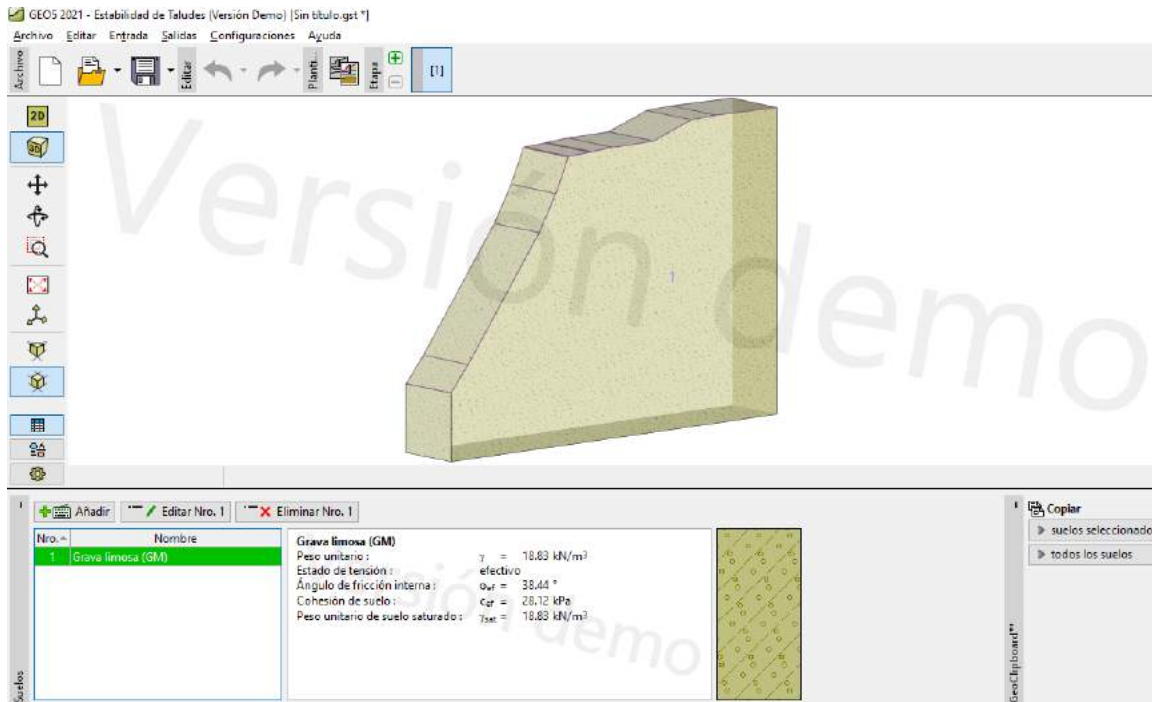 GEO5 2021 - Estabilidad de Taludes (Versión Demo) [Sin título.gst *]
Archivo Editar Entrada Salidas Configuraciones Ayuda
Archivo
Editar
Planti...
Etapa
[1]
2D
3D
Versión demo
1
Añadir
Editar Nro. 1
Eliminar Nro. 1
Nro. Nombre
1 Grava limosa (GM)
Grava limosa (GM)
Peso unitario : γ = 18.83 kN/m³
Estado de tensión : efectivo
Ángulo de fricción interna : φef = 38.44 °
Cohesión de suelo : cef = 28.12 kPa
Peso unitario de suelo saturado : γsat = 18.83 kN/m³
Versión demo
Suelos
GeoClipboard™
Copiar
suelos seleccionado
todos los suelos